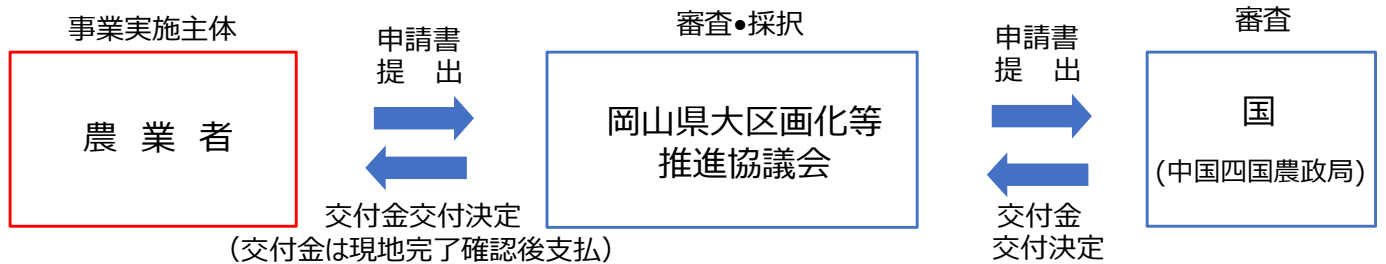 事業実施主体
農 業 者
申請書
提 出
交付金交付決定
(交付金は現地完了確認後支払)
審査•採択
岡山県大区画化等
推進協議会
申請書
提 出
交付金
交付決定
審査
国
(中国四国農政局)